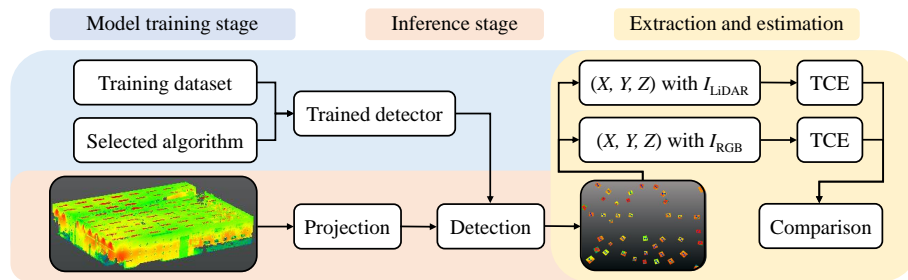 Model training stage
Inference stage
Extraction and estimation
Training dataset
Selected algorithm
Trained detector
(X, Y, Z) with I_LiDAR
TCE
(X, Y, Z) with I_RGB
TCE
Projection
Detection
Comparison